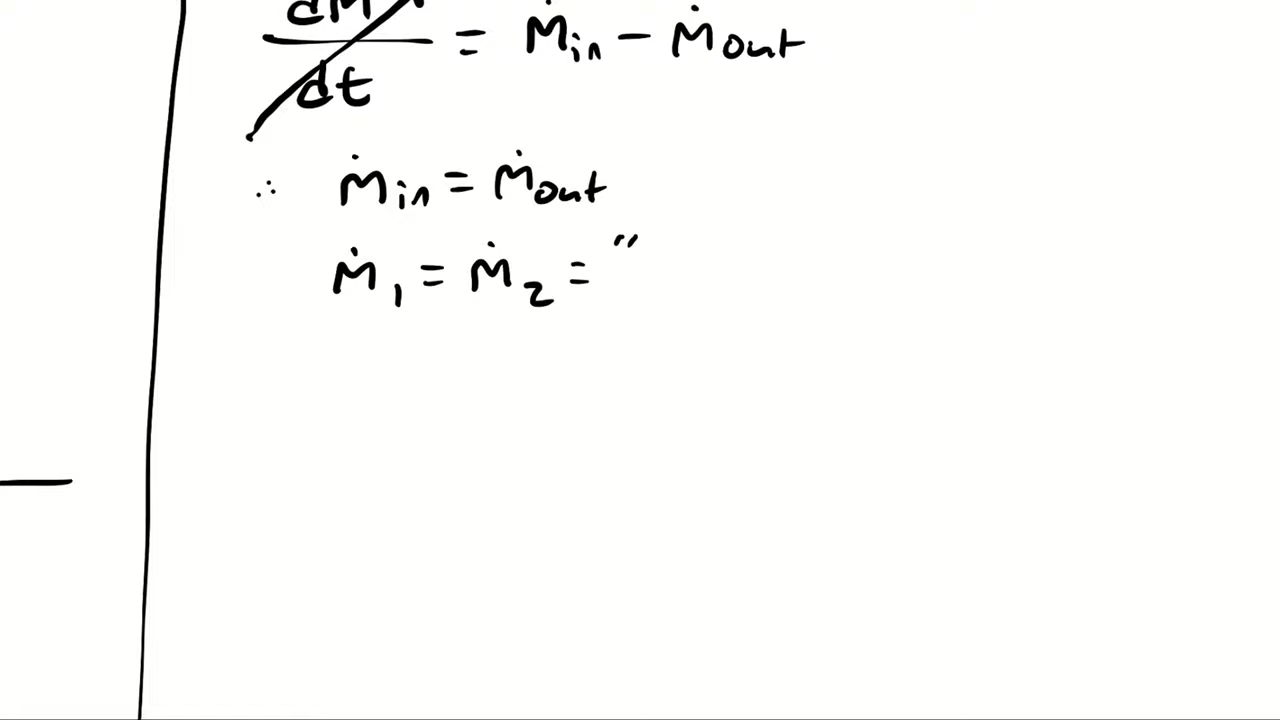 dM/dt = Ṁin − Ṁout
∴ Ṁin = Ṁout
Ṁ1 = Ṁ2 = "